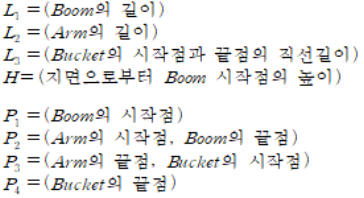 L₁ =(Boom의 길이)
L₂ =(Arm의 길이)
L₃ =(Bucket의 시작점과 끝점의 직선길이)
H=(지면으로부터 Boom 시작점의 높이)
P₁ =(Boom의 시작점)
P₂ =(Arm의 시작점, Boom의 끝점)
P₃ =(Arm의 끝점, Bucket의 시작점)
P₄ =(Bucket의 끝점)